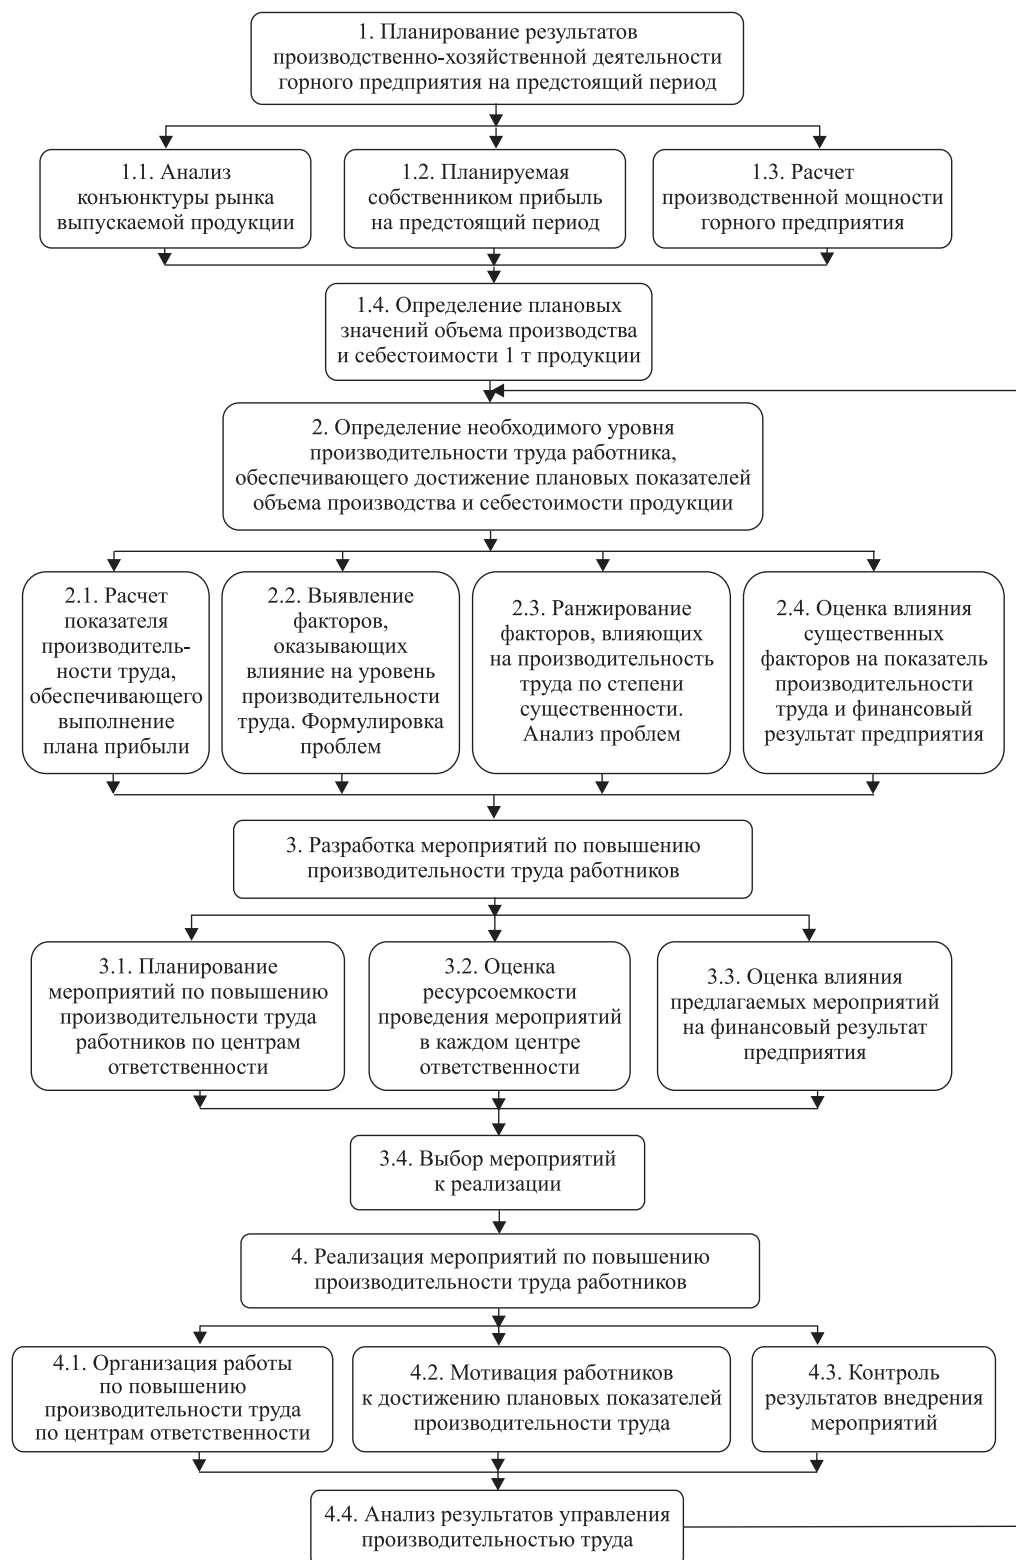 1. Планирование результатов
производственно-хозяйственной деятельности
горного предприятия на предстоящий период
1.1. Анализ
конъюнктуры рынка
выпускаемой продукции
1.2. Планируемая
собственником прибыль
на предстоящий период
1.3. Расчет
производственной мощности
горного предприятия
1.4. Определение плановых
значений объема производства
и себестоимости 1 т продукции
2. Определение необходимого уровня
производительности труда работника,
обеспечивающего достижение плановых показателей
объема производства и себестоимости продукции
2.1. Расчет
показателя
производитель-
ности труда,
обеспечивающего
выполнение
плана прибыли
2.2. Выявление
факторов,
оказывающих
влияние на уровень
производительности
труда. Формулировка
проблем
2.3. Ранжирование
факторов, влияющих
на производительность
труда по степени
существенности.
Анализ проблем
2.4. Оценка влияния
существенных
факторов на показатель
производительности
труда и финансовый
результат предприятия
3. Разработка мероприятий по повышению
производительности труда работников
3.1. Планирование
мероприятий по повышению
производительности труда
работников по центрам
ответственности
3.2. Оценка
ресурсоемкости
проведения мероприятий
в каждом центре
ответственности
3.3. Оценка влияния
предлагаемых мероприятий
на финансовый результат
предприятия
3.4. Выбор мероприятий
к реализации
4. Реализация мероприятий по повышению
производительности труда работников
4.1. Организация работы
по повышению
производительности труда
по центрам ответственности
4.2. Мотивация работников
к достижению плановых показателей
производительности труда
4.3. Контроль
результатов внедрения
мероприятий
4.4. Анализ результатов управления
производительностью труда